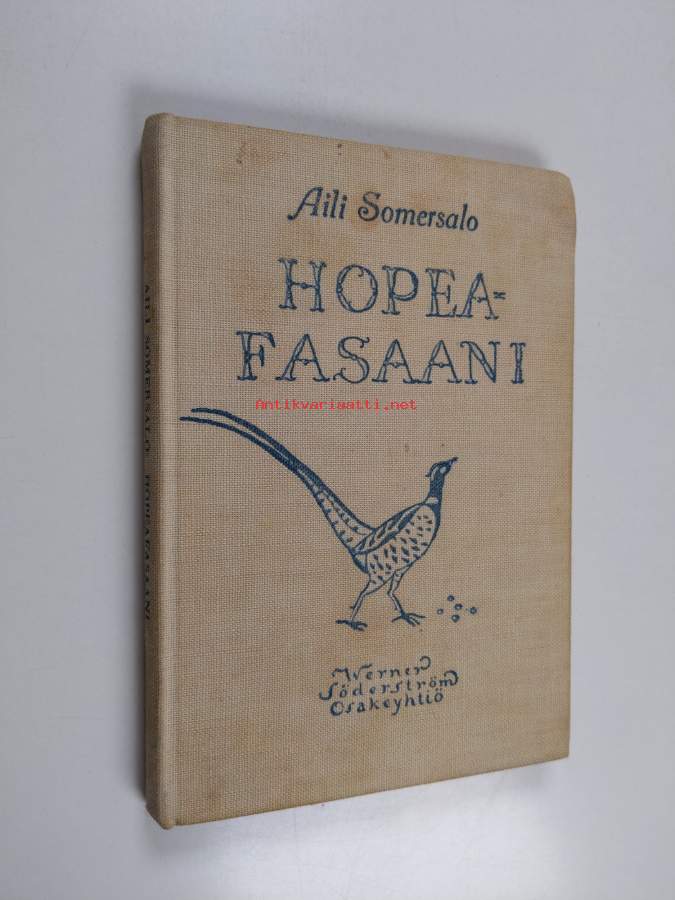 Aili Somersalo
HOPEA-
FASAANI
Antikvariaatti.net
Werner
Söderström
Osakeyhtiö
AILI SOMERSALO: HOPEAFASAANI